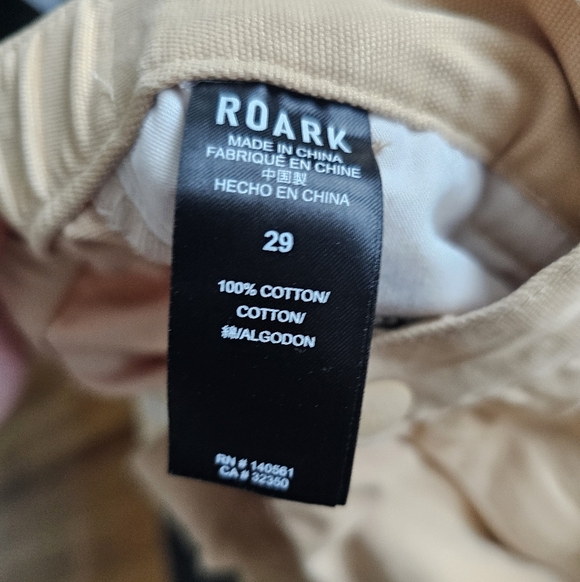 ROARK
MADE IN CHINA
FABRIQUÉ EN CHINE
中国製
HECHO EN CHINA
29
100% COTTON/
COTTON/
綿/ALGODON
RN # 140561
CA # 32350